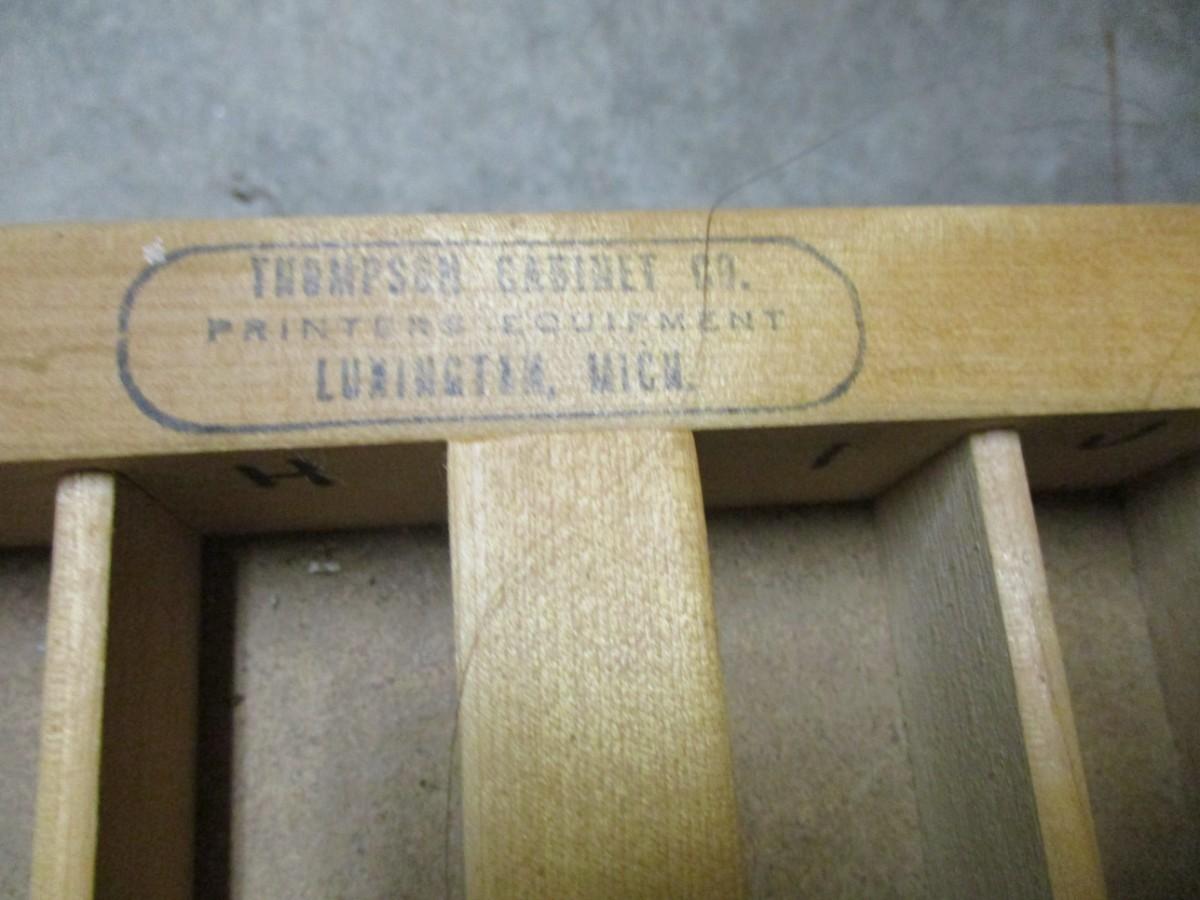 THOMPSON CABINET CO.
PRINTERS EQUIPMENT
LUDINGTON, MICH.
H I J